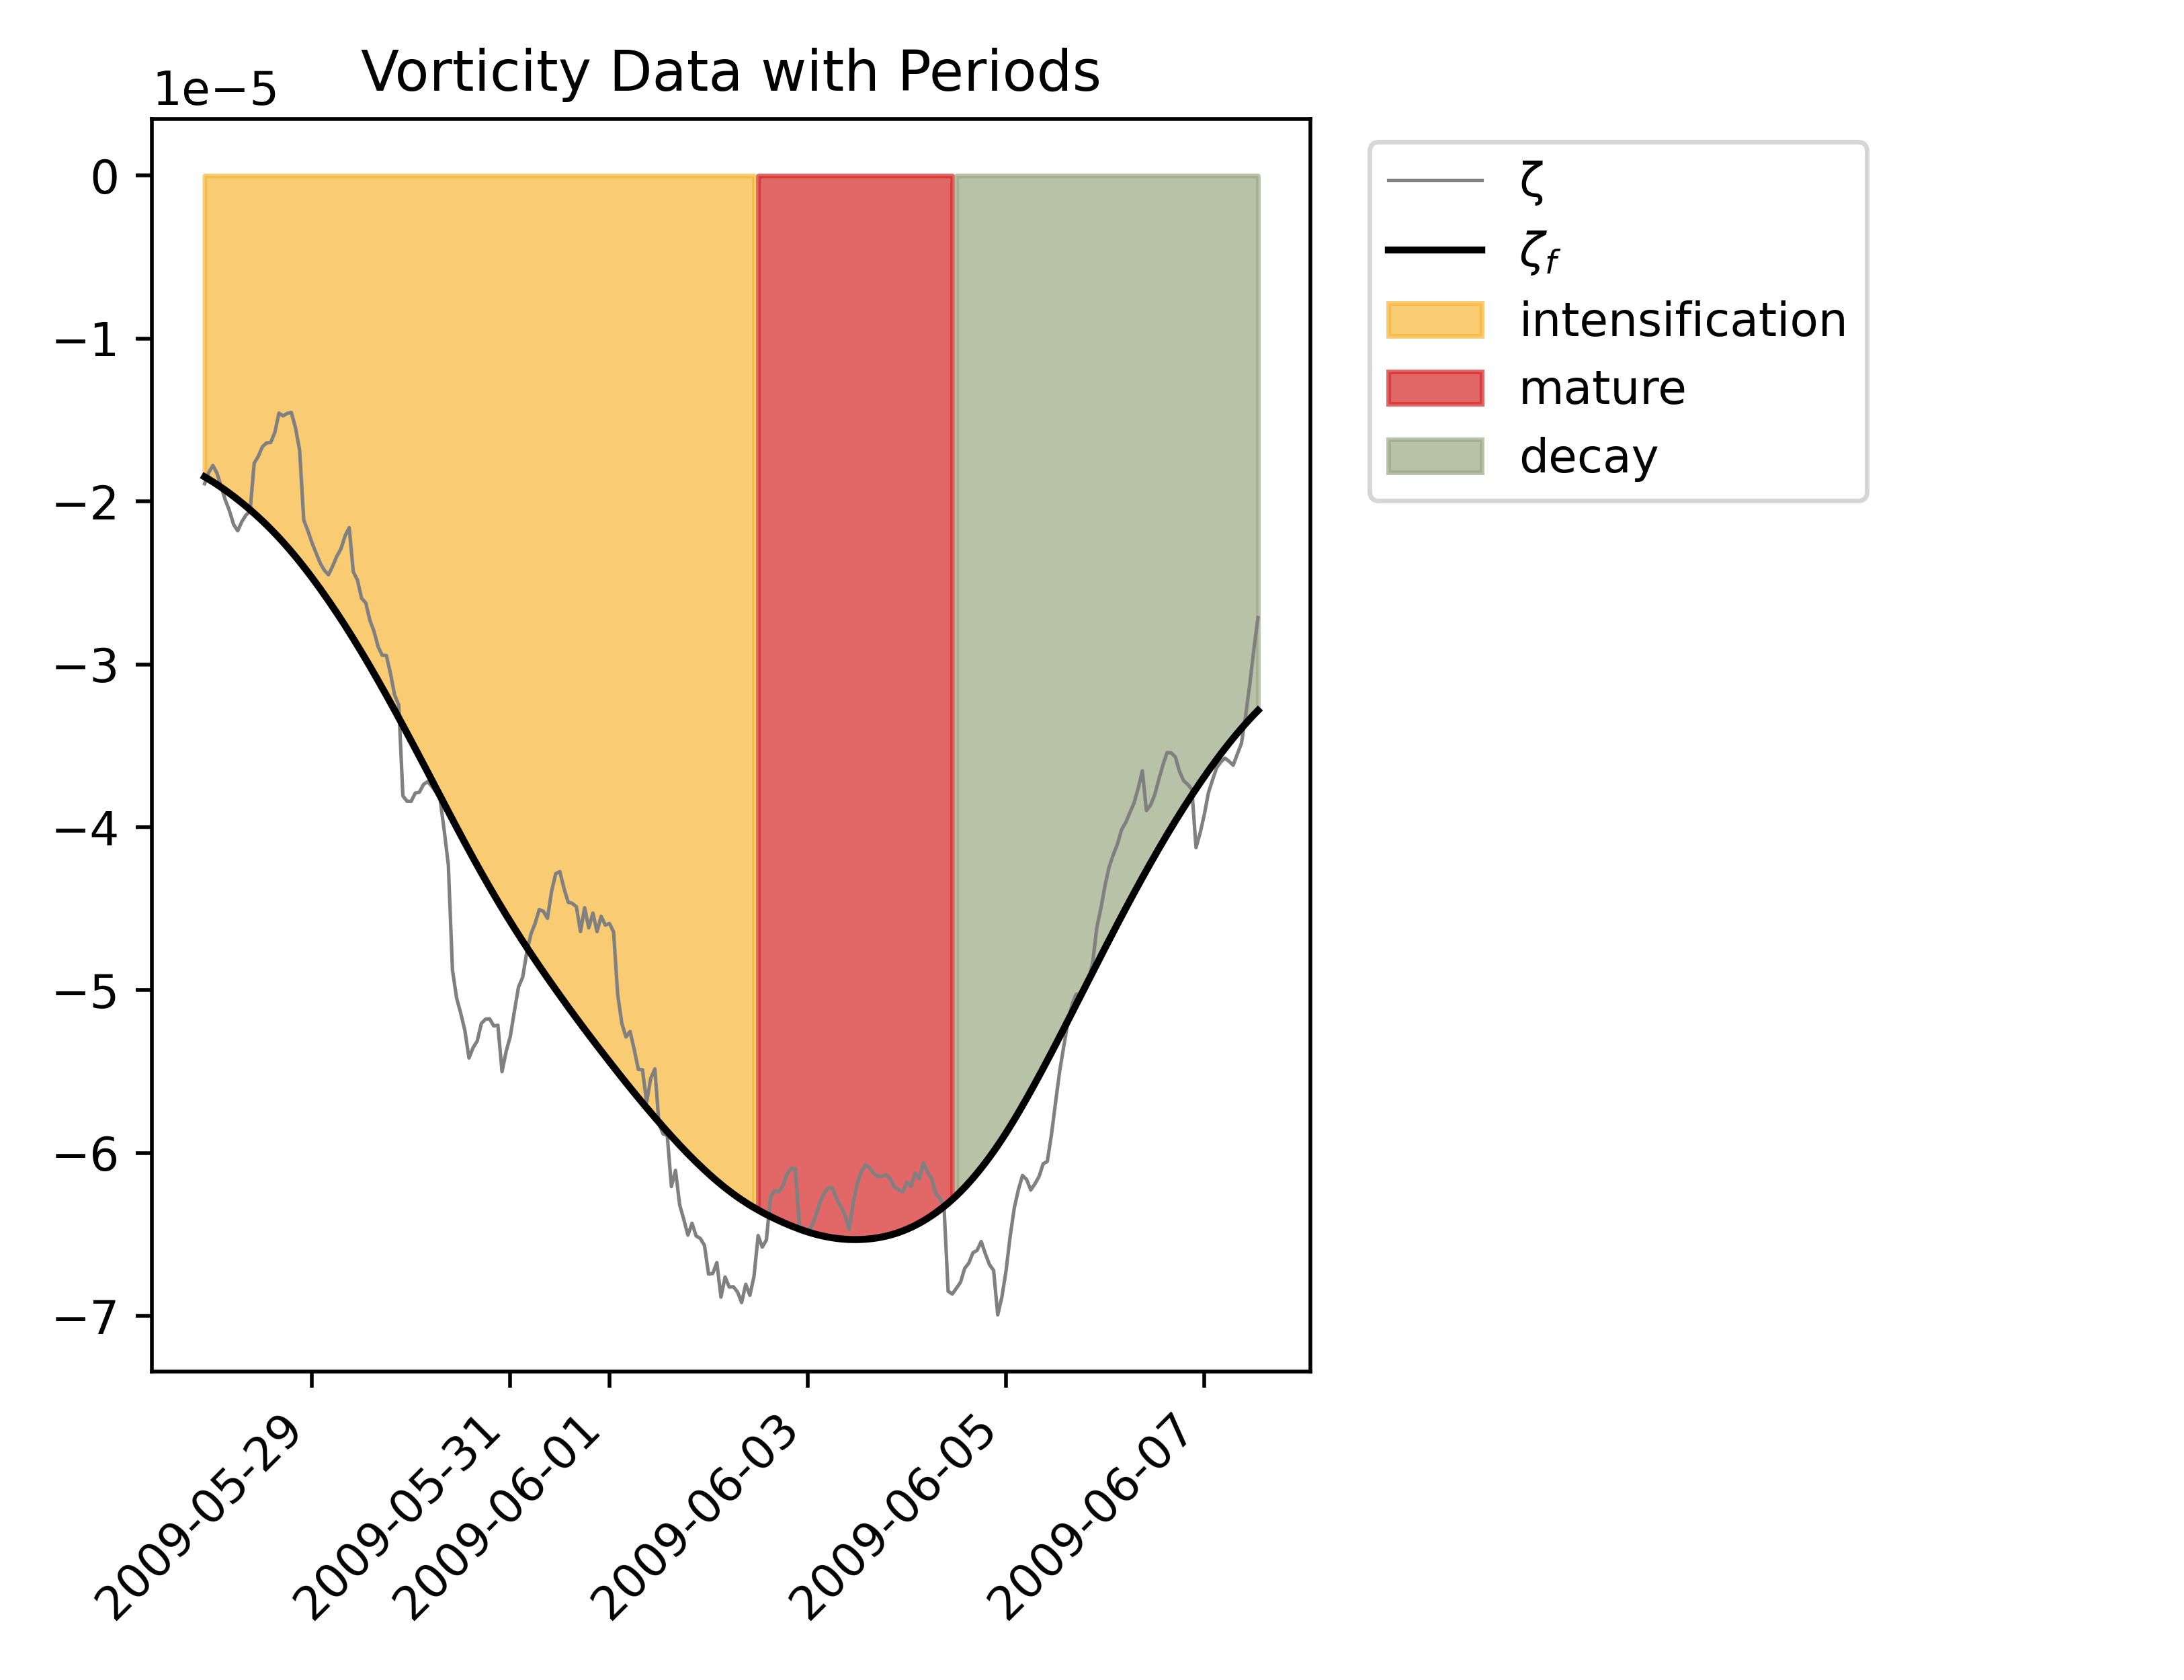 Vorticity Data with Periods
1e−5
0
−1
−2
−3
−4
−5
−6
−7
2009-05-29
2009-05-31
2009-06-01
2009-06-03
2009-06-05
2009-06-07
ζ
ζf
intensification
mature
decay